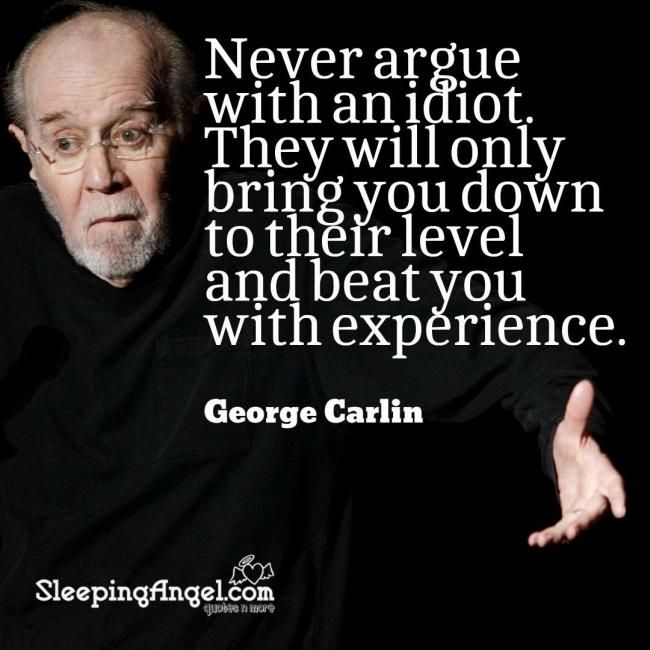 Never argue
with an idiot.
They will only
bring you down
to their level
and beat you
with experience.
George Carlin
SleepingAngel.com
quotes n more